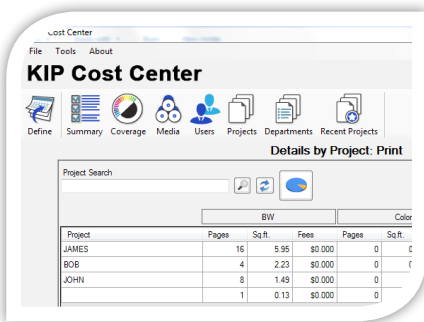 Cost Center
File Tools About
KIP Cost Center
Define Summary Coverage Media Users Projects Departments Recent Projects
Details by Project: Print
Project Search
BW Color
Project Pages Sq.ft. Fees Pages Sq.ft.
JAMES 16 5.95 $0.000 0
BOB 4 2.23 $0.000 0
JOHN 8 1.49 $0.000 0
1 0.13 $0.000 0